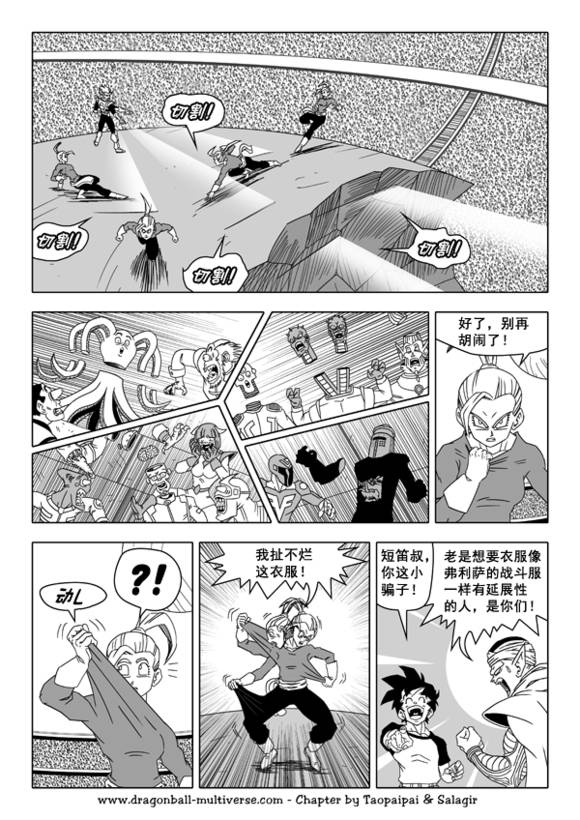 切割!!
切割!!
切割!!
切割!!
好了，别再
胡闹了！
动乚
?!
我扯不烂
这衣服！
短笛叔，
你这小
骗子！
老是想要衣服像
弗利萨的战斗服
一样有延展性
的人，是你们！
www.dragonball-multiverse.com - Chapter by Taopaipai & Salagir